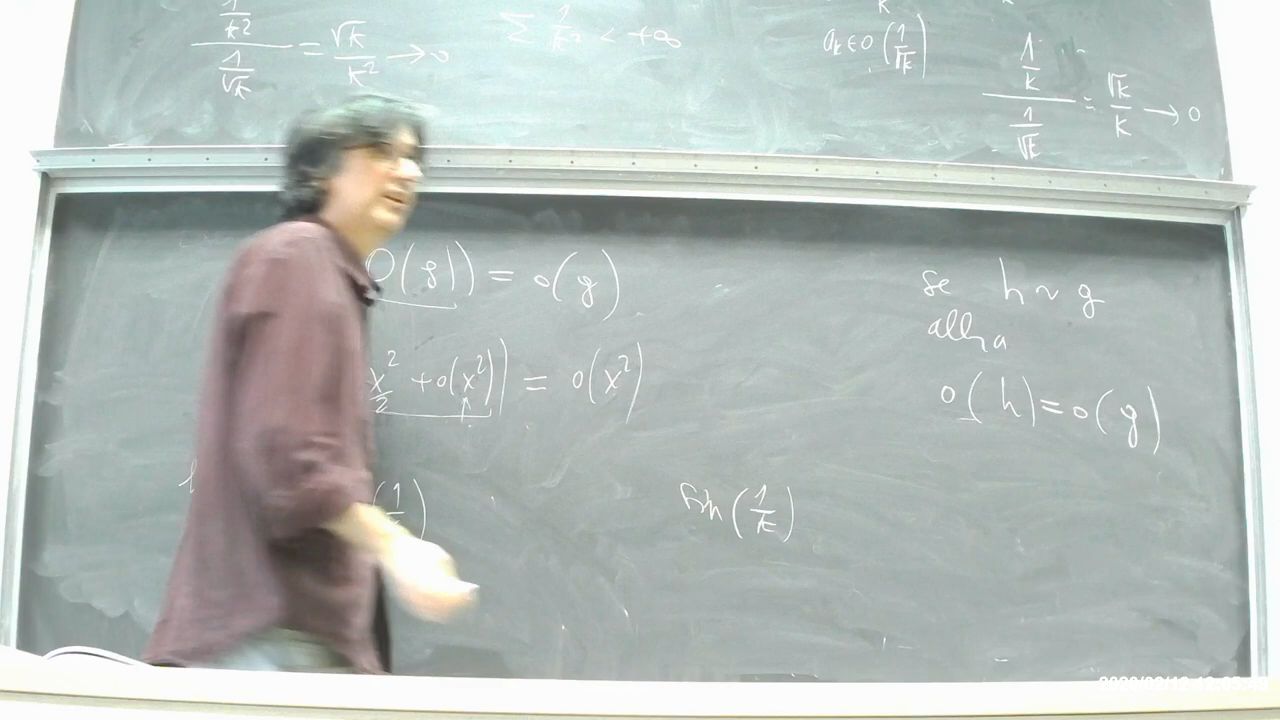 1/k² / 1/√k = √k/k² → 0
∑ 1/k² < +∞
a_k ∈ o(1/√k)
1/k / 1/√k = √k/k → 0
O(g)) = o(g)
x²/2 + o(x²)) = o(x²)
sin(1/k)
se h ~ g
allora
o(h) = o(g)